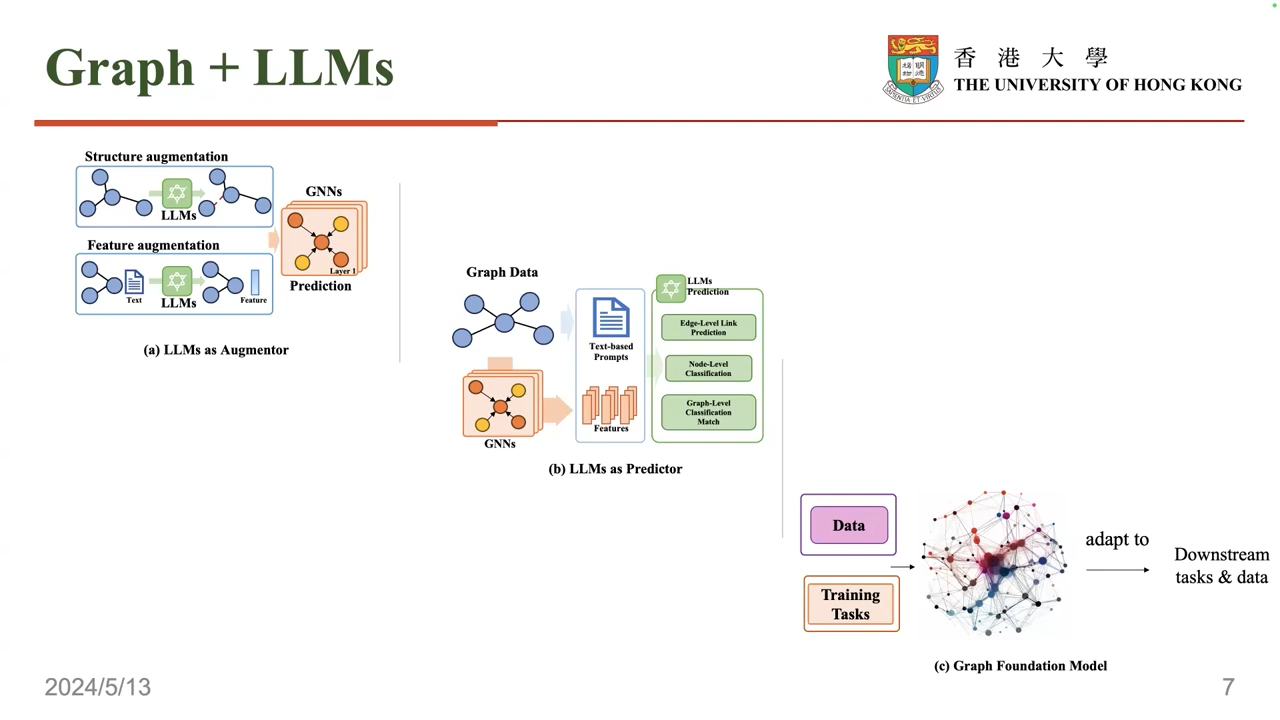 Graph + LLMs
香港大學
THE UNIVERSITY OF HONG KONG
Structure augmentation
LLMs
Feature augmentation
Text
LLMs
Feature
GNNs
Layer 1
Prediction
(a) LLMs as Augmentor
Graph Data
GNNs
Text-based
Prompts
Features
LLMs
Prediction
Edge-Level Link
Prediction
Node-Level
Classification
Graph-Level
Classification
Match
(b) LLMs as Predictor
Data
Training
Tasks
adapt to
Downstream
tasks & data
(c) Graph Foundation Model
2024/5/13
7